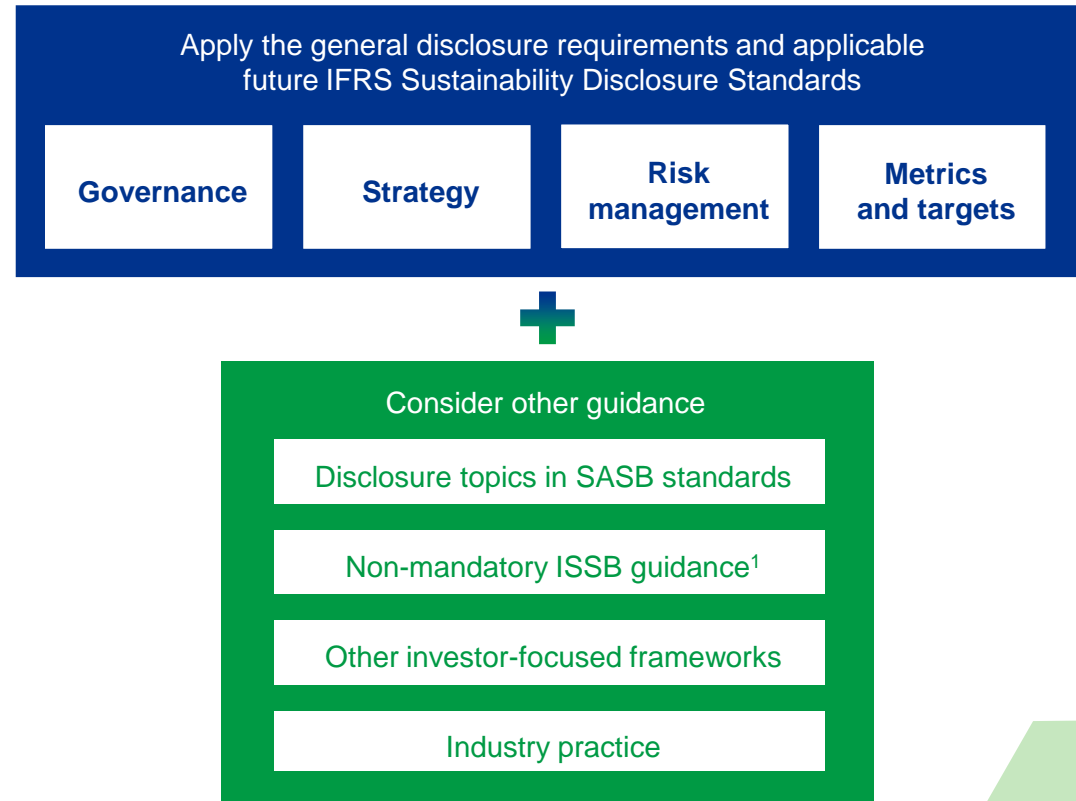 Apply the general disclosure requirements and applicable
future IFRS Sustainability Disclosure Standards
Governance
Strategy
Risk
management
Metrics
and targets
Consider other guidance
Disclosure topics in SASB standards
Non-mandatory ISSB guidance¹
Other investor-focused frameworks
Industry practice